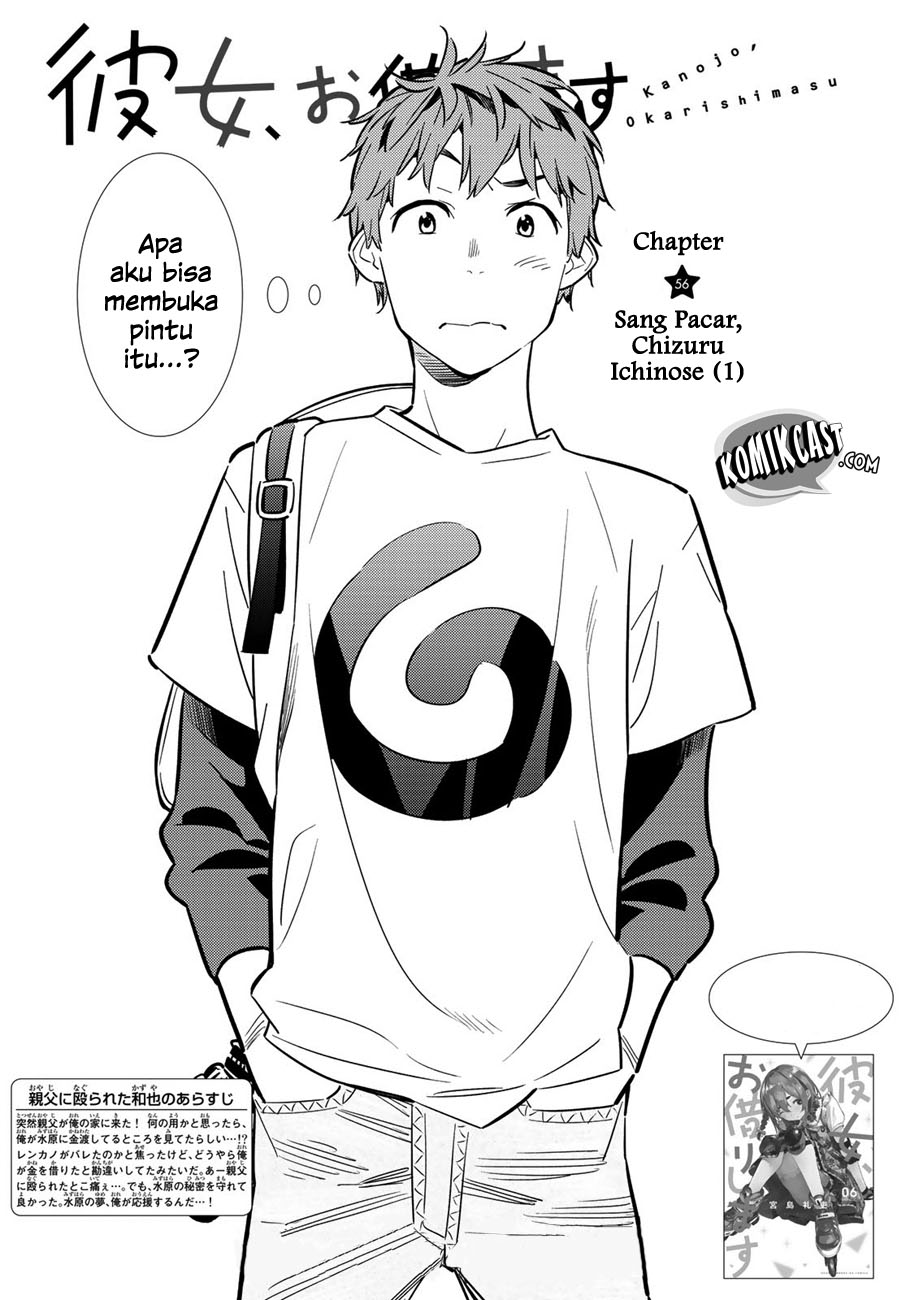 彼女、お借りします
Kanojo,
Okarishimasu
Apa
aku bisa
membuka
pintu
itu...?
Chapter
56
Sang Pacar,
Chizuru
Ichinose (1)
KOMIKCAST
.COM
親父に殴られた和也のあらすじ
突然親父が俺の家に来た! 何の用かと思ったら、
俺が水原に金渡してるところを見てたらしい…!?
レンカノがバレたのかと焦ったけど、どうやら俺
が金を借りたと勘違いしてたみたいだ。あー親父
に殴られたとこ痛ぇ…。でも、水原の秘密を守れて
良かった。水原の夢、俺が応援するんだ…!
彼女、
お借りします
06
宮島礼吏